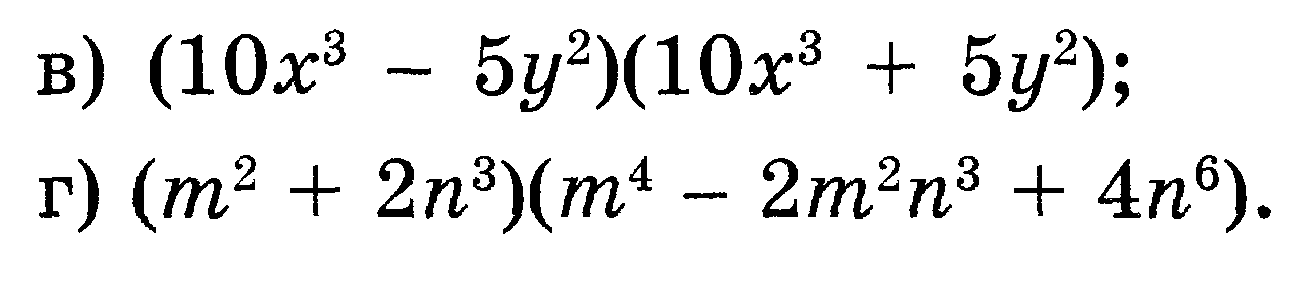 в) (10x³ – 5y²)(10x³ + 5y²);
г) (m² + 2n³)(m⁴ – 2m²n³ + 4n⁶).